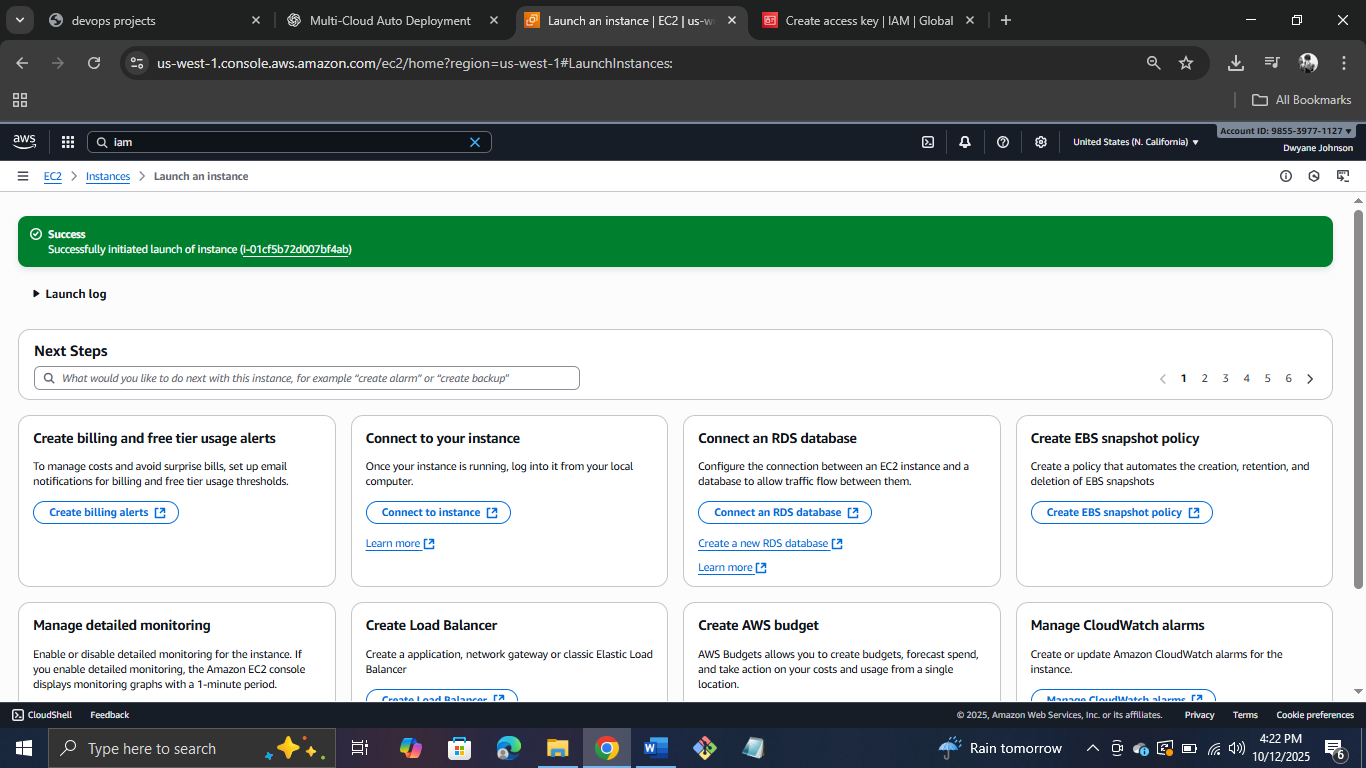 devops projects
Multi-Cloud Auto Deployment
Launch an instance | EC2 | us-w
Create access key | IAM | Global
us-west-1.console.aws.amazon.com/ec2/home?region=us-west-1#LaunchInstances:
All Bookmarks
aws
iam
United States (N. California)
Account ID: 9855-3977-1127
Dwyane Johnson
EC2
Instances
Launch an instance
Success
Successfully initiated launch of instance (i-01cf5b72d007bf4ab)
Launch log
Next Steps
What would you like to do next with this instance, for example “create alarm” or “create backup”
1 2 3 4 5 6
Create billing and free tier usage alerts
To manage costs and avoid surprise bills, set up email
notifications for billing and free tier usage thresholds.
Create billing alerts
Connect to your instance
Once your instance is running, log into it from your local
computer.
Connect to instance
Learn more
Connect an RDS database
Configure the connection between an EC2 instance and a
database to allow traffic flow between them.
Connect an RDS database
Create a new RDS database
Learn more
Create EBS snapshot policy
Create a policy that automates the creation, retention, and
deletion of EBS snapshots
Create EBS snapshot policy
Manage detailed monitoring
Enable or disable detailed monitoring for the instance. If
you enable detailed monitoring, the Amazon EC2 console
displays monitoring graphs with a 1-minute period.
Create Load Balancer
Create a application, network gateway or classic Elastic Load
Balancer
Create Load Balancer
Create AWS budget
AWS Budgets allows you to create budgets, forecast spend,
and take action on your costs and usage from a single
location.
Manage CloudWatch alarms
Create or update Amazon CloudWatch alarms for the
instance.
Manage CloudWatch alarms
CloudShell
Feedback
© 2025, Amazon Web Services, Inc. or its affiliates.
Privacy
Terms
Cookie preferences
Type here to search
Rain tomorrow
4:22 PM
10/12/2025
6